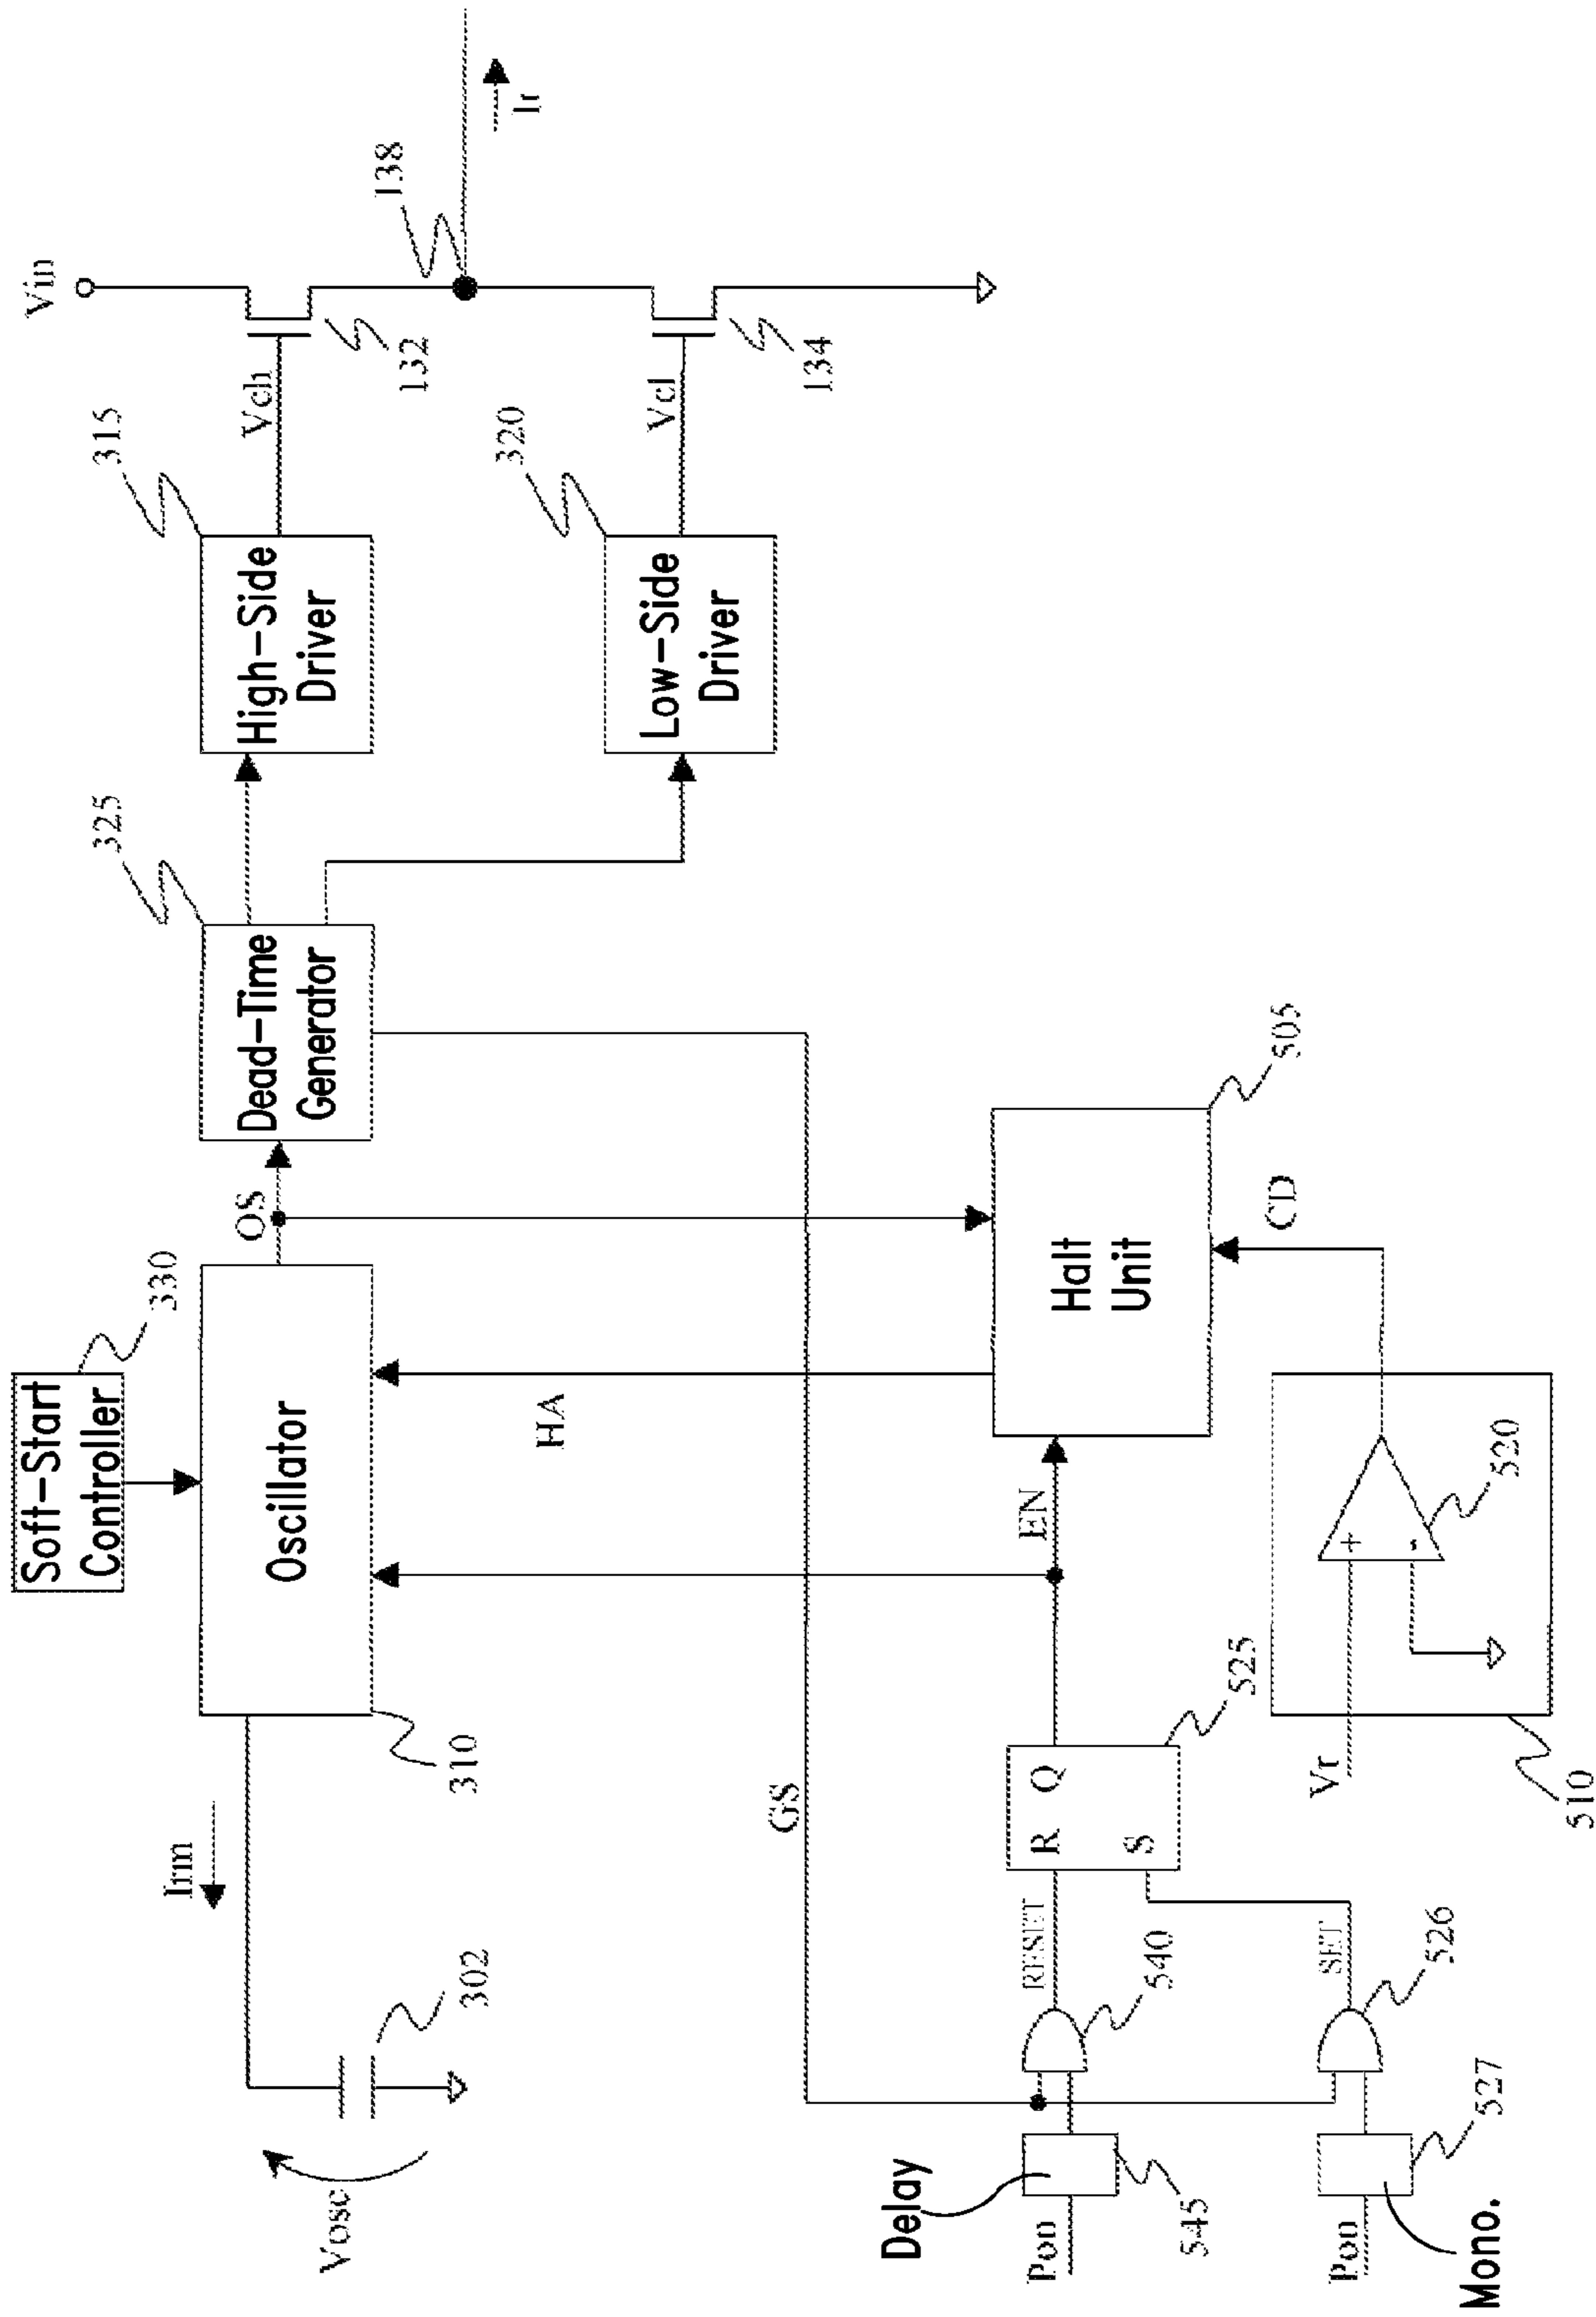 Vin
Soft-Start
Controller
330
325
315
Vch
132
138
Ir
Irm
Oscillator
310
OS
Dead-Time
Generator
High-Side
Driver
Vosc
302
320
Low-Side
Driver
Vcl
134
HA
GS
Delay
Pon
545
RESET
540
R
Q
S
525
EN
Halt
Unit
505
CD
Pon
Mono.
527
SET
526
Vr
+
-
520
510